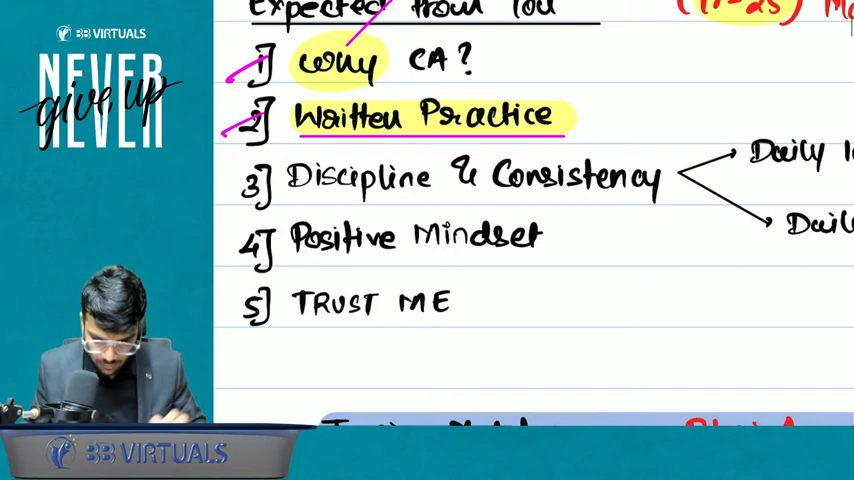 Expected from You
BB VIRTUALS
NEVER
give up
NEVER
1] Why CA?
2] Written Practice
3] Discipline & Consistency
Daily
4] Positive Mindset
5] TRUST ME
BB VIRTUALS